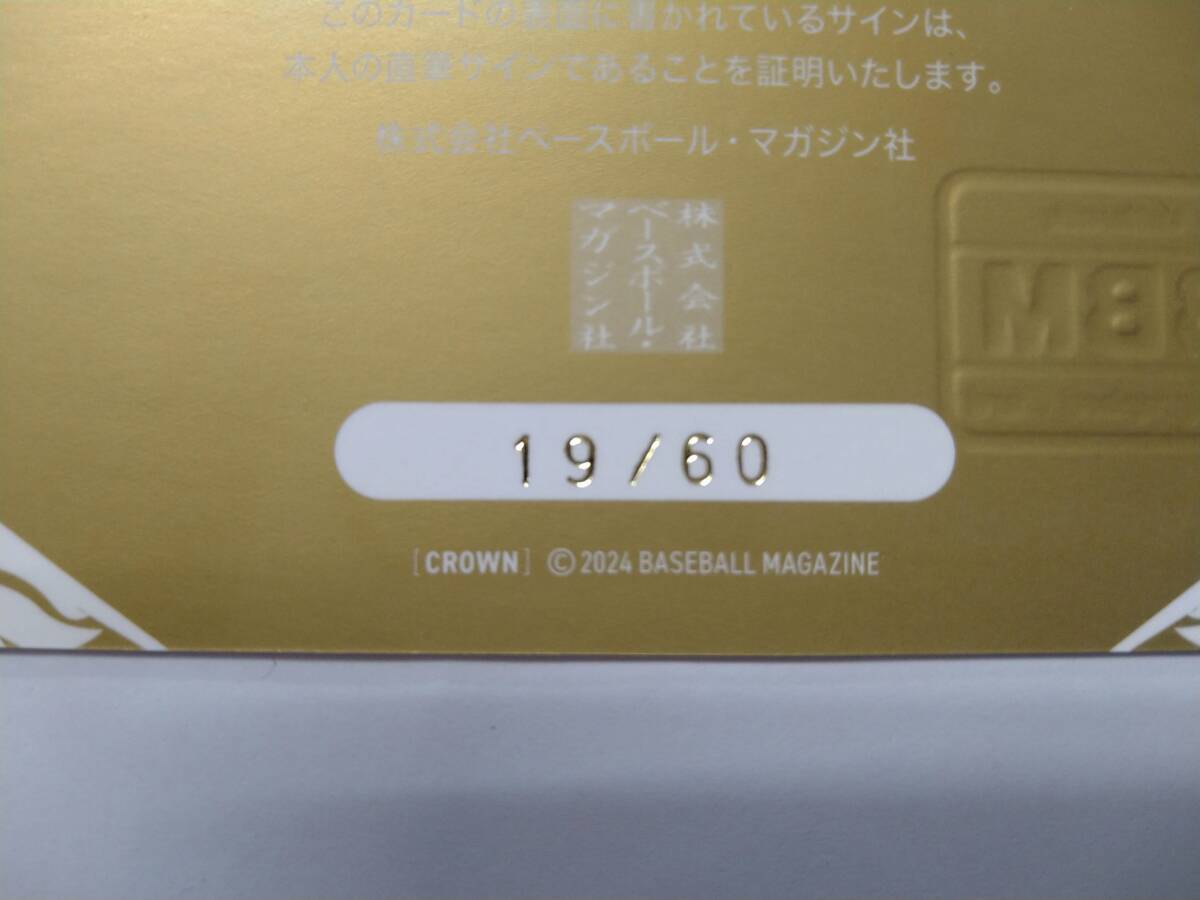 このカードの表面に書かれているサインは、
本人の直筆サインであることを証明いたします。
株式会社ベースボール・マガジン社
株式会社
ベースボール・
マガジン社
BBM
19/60
[CROWN] © 2024 BASEBALL MAGAZINE